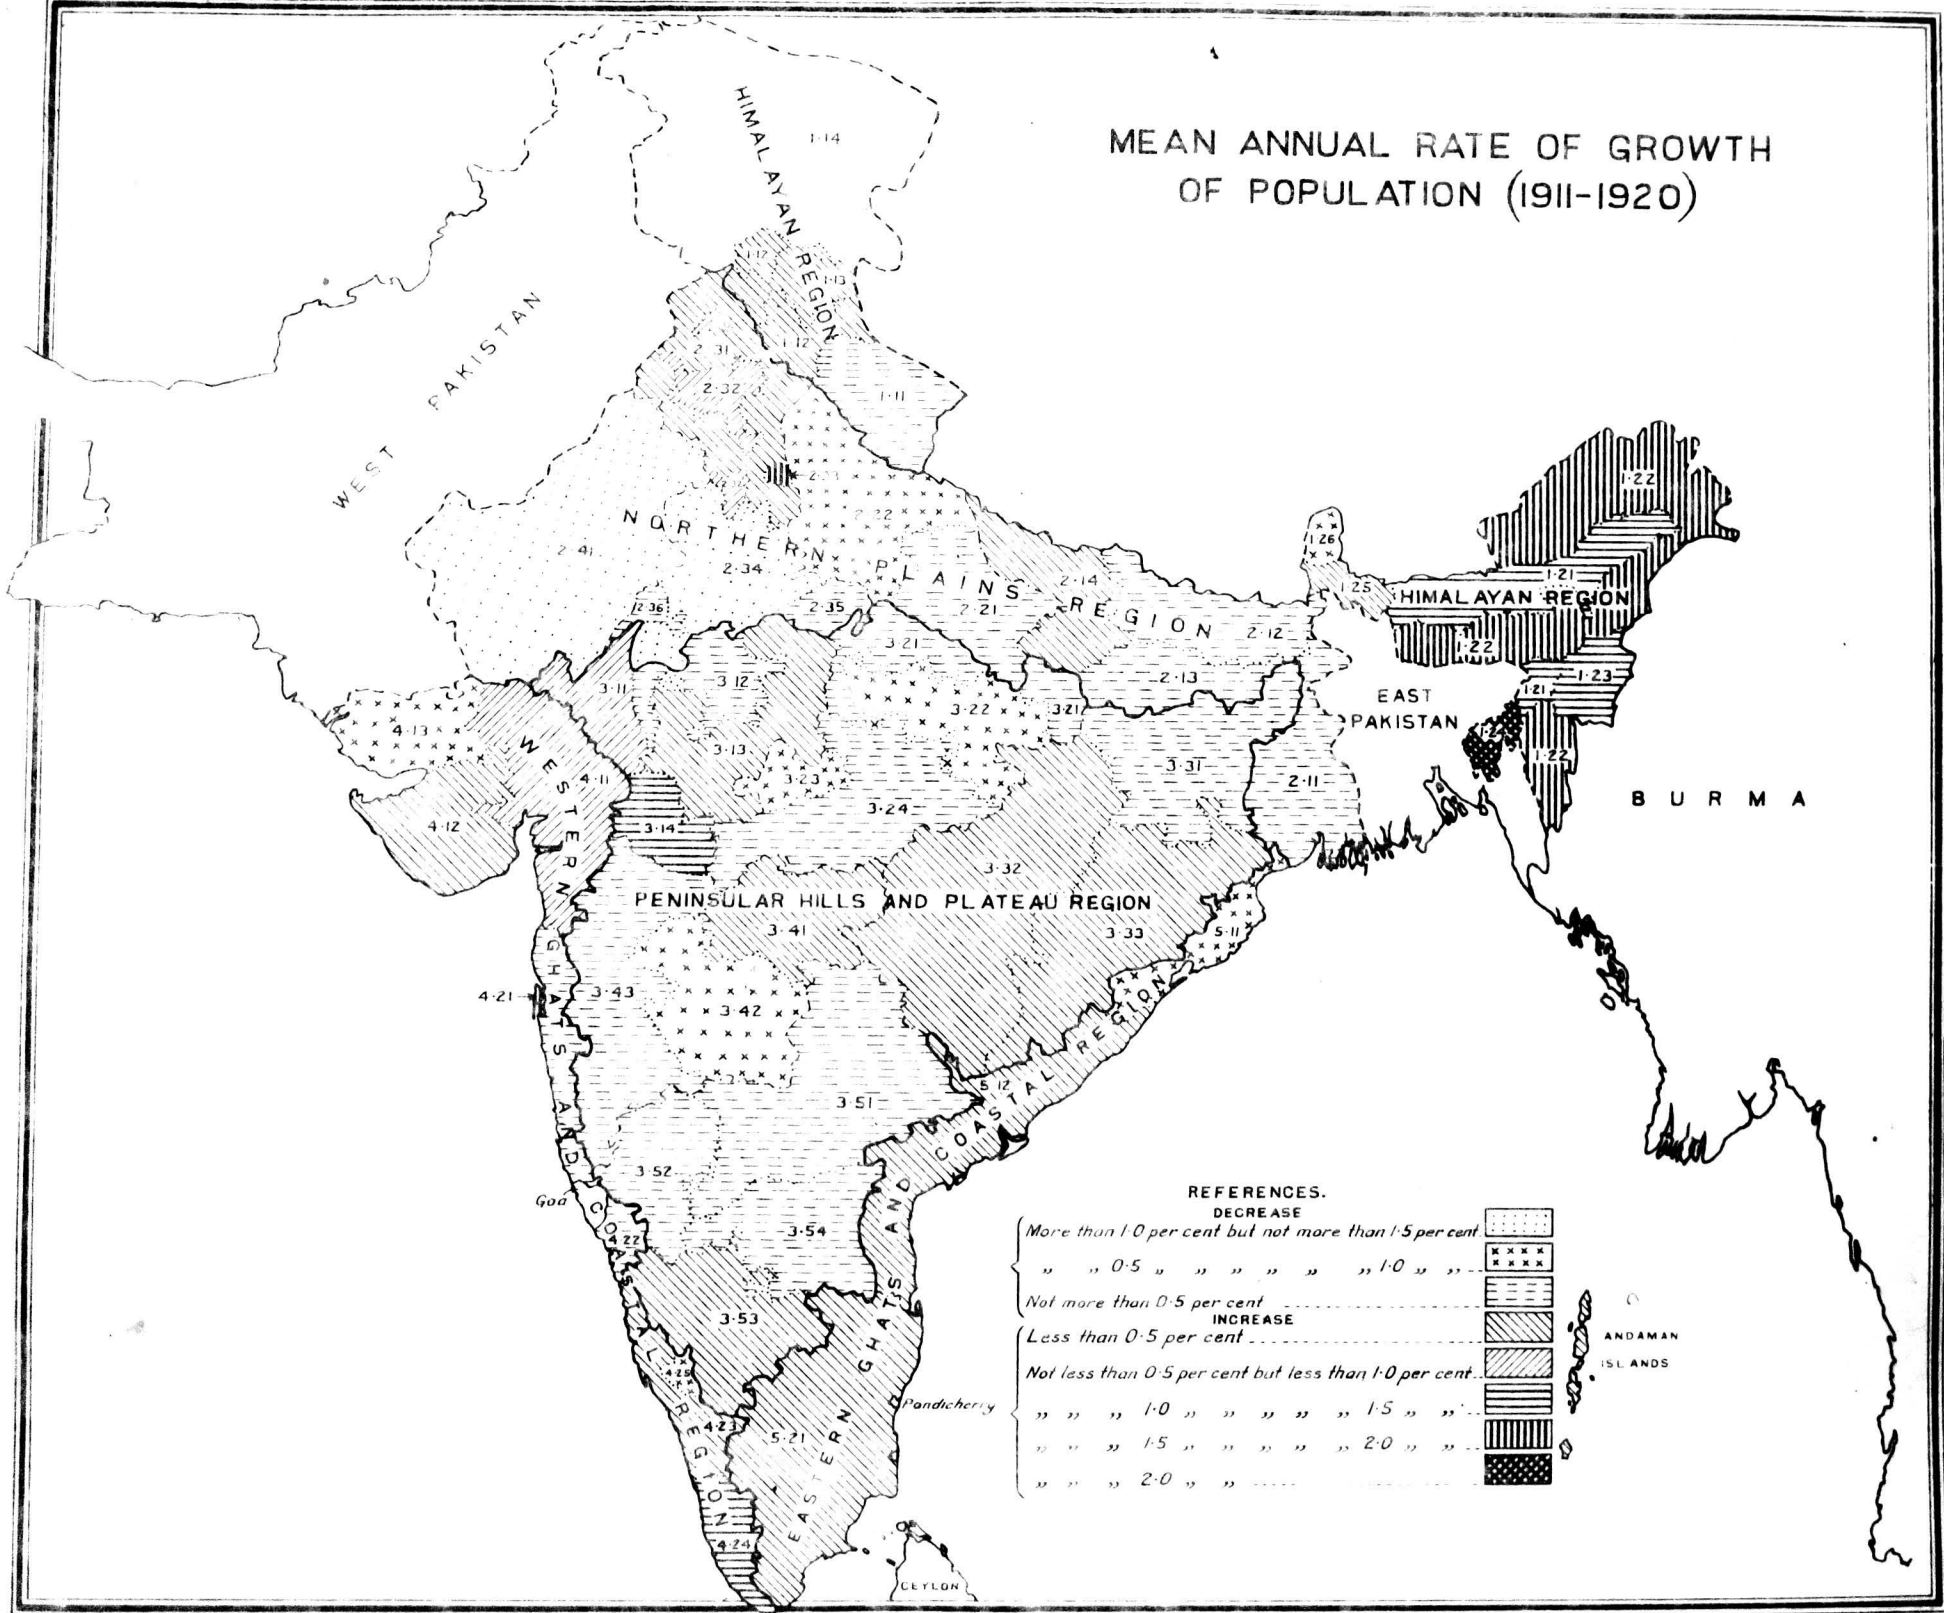 MEAN ANNUAL RATE OF GROWTH
OF POPULATION (1911-1920)
HIMALAYAN REGION
1·14
1·12
1·13
1·12
1·11
WEST PAKISTAN
2·31
2·32
2·33
2·22
NORTHERN PLAINS REGION
2·41
2·34
2·36
2·35
2·21
2·14
2·12
2·13
1·26
1·25
1·22
1·21
HIMALAYAN REGION
1·22
1·21
1·23
1·24
1·22
EAST
PAKISTAN
BURMA
3·11
3·12
3·21
3·22
3·21
3·13
3·23
3·24
3·31
2·11
3·14
4·13
4·11
4·12
3·32
PENINSULAR HILLS AND PLATEAU REGION
3·41
3·33
5·11
4·21
3·43
3·42
5·12
3·51
3·52
3·54
Goa
4·22
3·53
4·25
4·23
4·24
5·21
WESTERN GHATS AND COASTAL REGION
EASTERN GHATS AND COASTAL REGION
Pondicherry
CEYLON
REFERENCES.
DECREASE
More than 1·0 per cent but not more than 1·5 per cent
„ „ 0·5 „ „ „ „ „ „ 1·0 „ „
Not more than 0·5 per cent
INCREASE
Less than 0·5 per cent
Not less than 0·5 per cent but less than 1·0 per cent
„ „ „ 1·0 „ „ „ „ „ 1·5 „ „
„ „ „ 1·5 „ „ „ „ „ 2·0 „ „
„ „ „ 2·0 „ „
ANDAMAN
ISLANDS